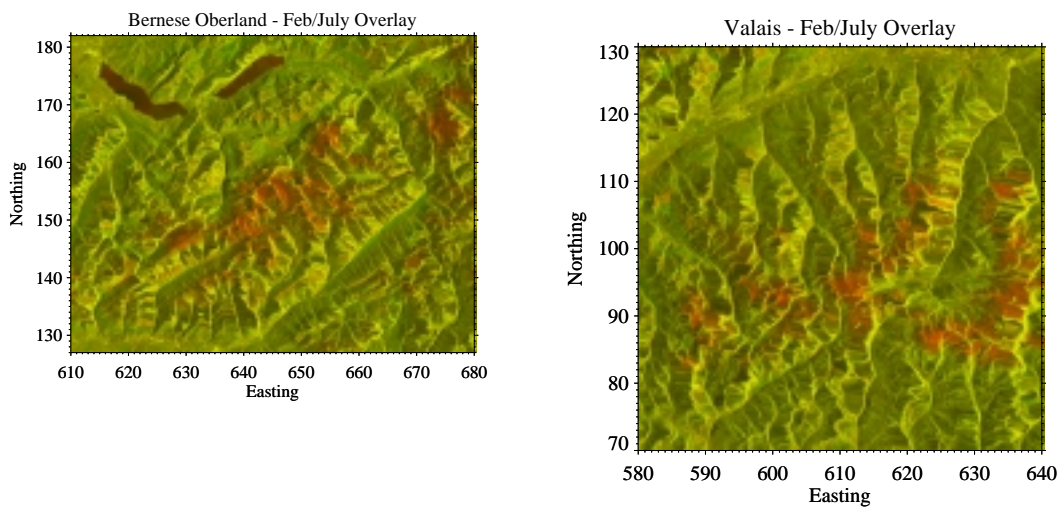 Bernese Oberland - Feb/July Overlay
180
170
160
150
140
130
Northing
610 620 630 640 650 660 670 680
Easting
Valais - Feb/July Overlay
130
120
110
100
90
80
70
Northing
580 590 600 610 620 630 640
Easting